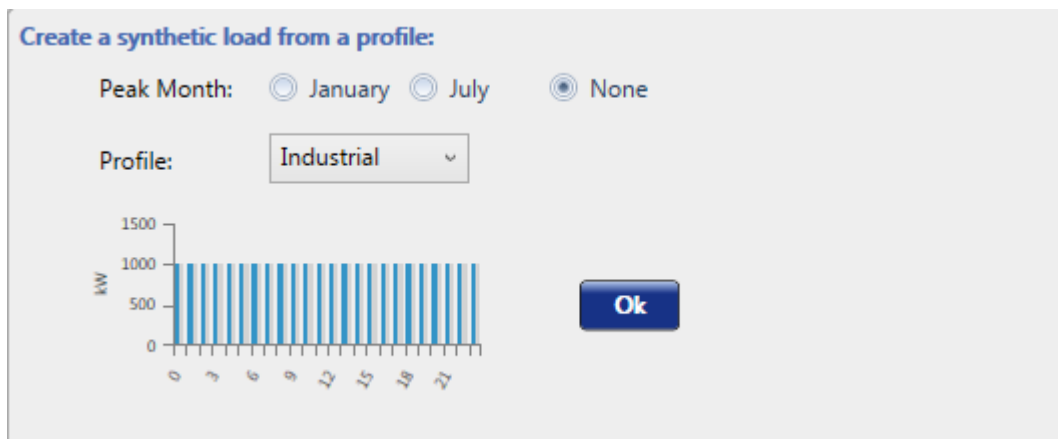 Create a synthetic load from a profile:
Peak Month: January July None
Profile: Industrial
1500
1000
kW
500
0
0 3 6 9 12 15 18 21
Ok